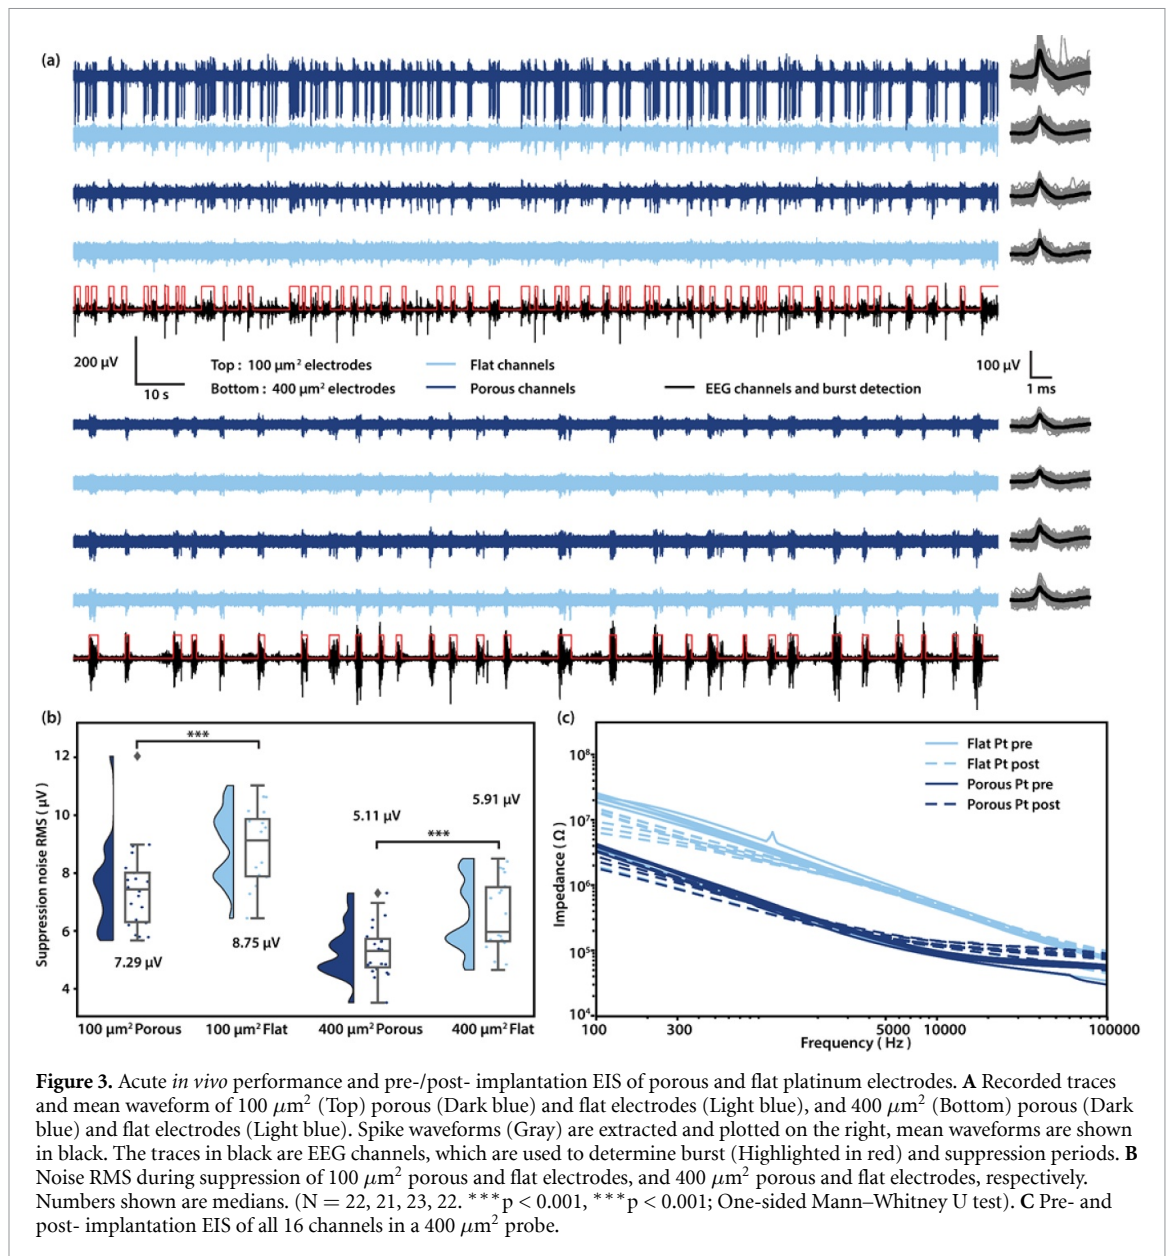 (a)
200 µV
10 s
Top : 100 µm² electrodes
Bottom : 400 µm² electrodes
Flat channels
Porous channels
EEG channels and burst detection
100 µV
1 ms
(b)
Suppression noise RMS ( µV)
12
10
8
6
4
***
***
7.29 µV
8.75 µV
5.11 µV
5.91 µV
100 µm² Porous
100 µm² Flat
400 µm² Porous
400 µm² Flat
(c)
Impedance ( Ω )
10⁸
10⁷
10⁶
10⁵
10⁴
Flat Pt pre
Flat Pt post
Porous Pt pre
Porous Pt post
100
300
5000
10000
100000
Frequency ( Hz )
Figure 3. Acute in vivo performance and pre-/post- implantation EIS of porous and flat platinum electrodes. A Recorded traces
and mean waveform of 100 µm² (Top) porous (Dark blue) and flat electrodes (Light blue), and 400 µm² (Bottom) porous (Dark
blue) and flat electrodes (Light blue). Spike waveforms (Gray) are extracted and plotted on the right, mean waveforms are shown
in black. The traces in black are EEG channels, which are used to determine burst (Highlighted in red) and suppression periods. B
Noise RMS during suppression of 100 µm² porous and flat electrodes, and 400 µm² porous and flat electrodes, respectively.
Numbers shown are medians. (N = 22, 21, 23, 22. ***p < 0.001, ***p < 0.001; One-sided Mann–Whitney U test). C Pre- and
post- implantation EIS of all 16 channels in a 400 µm² probe.